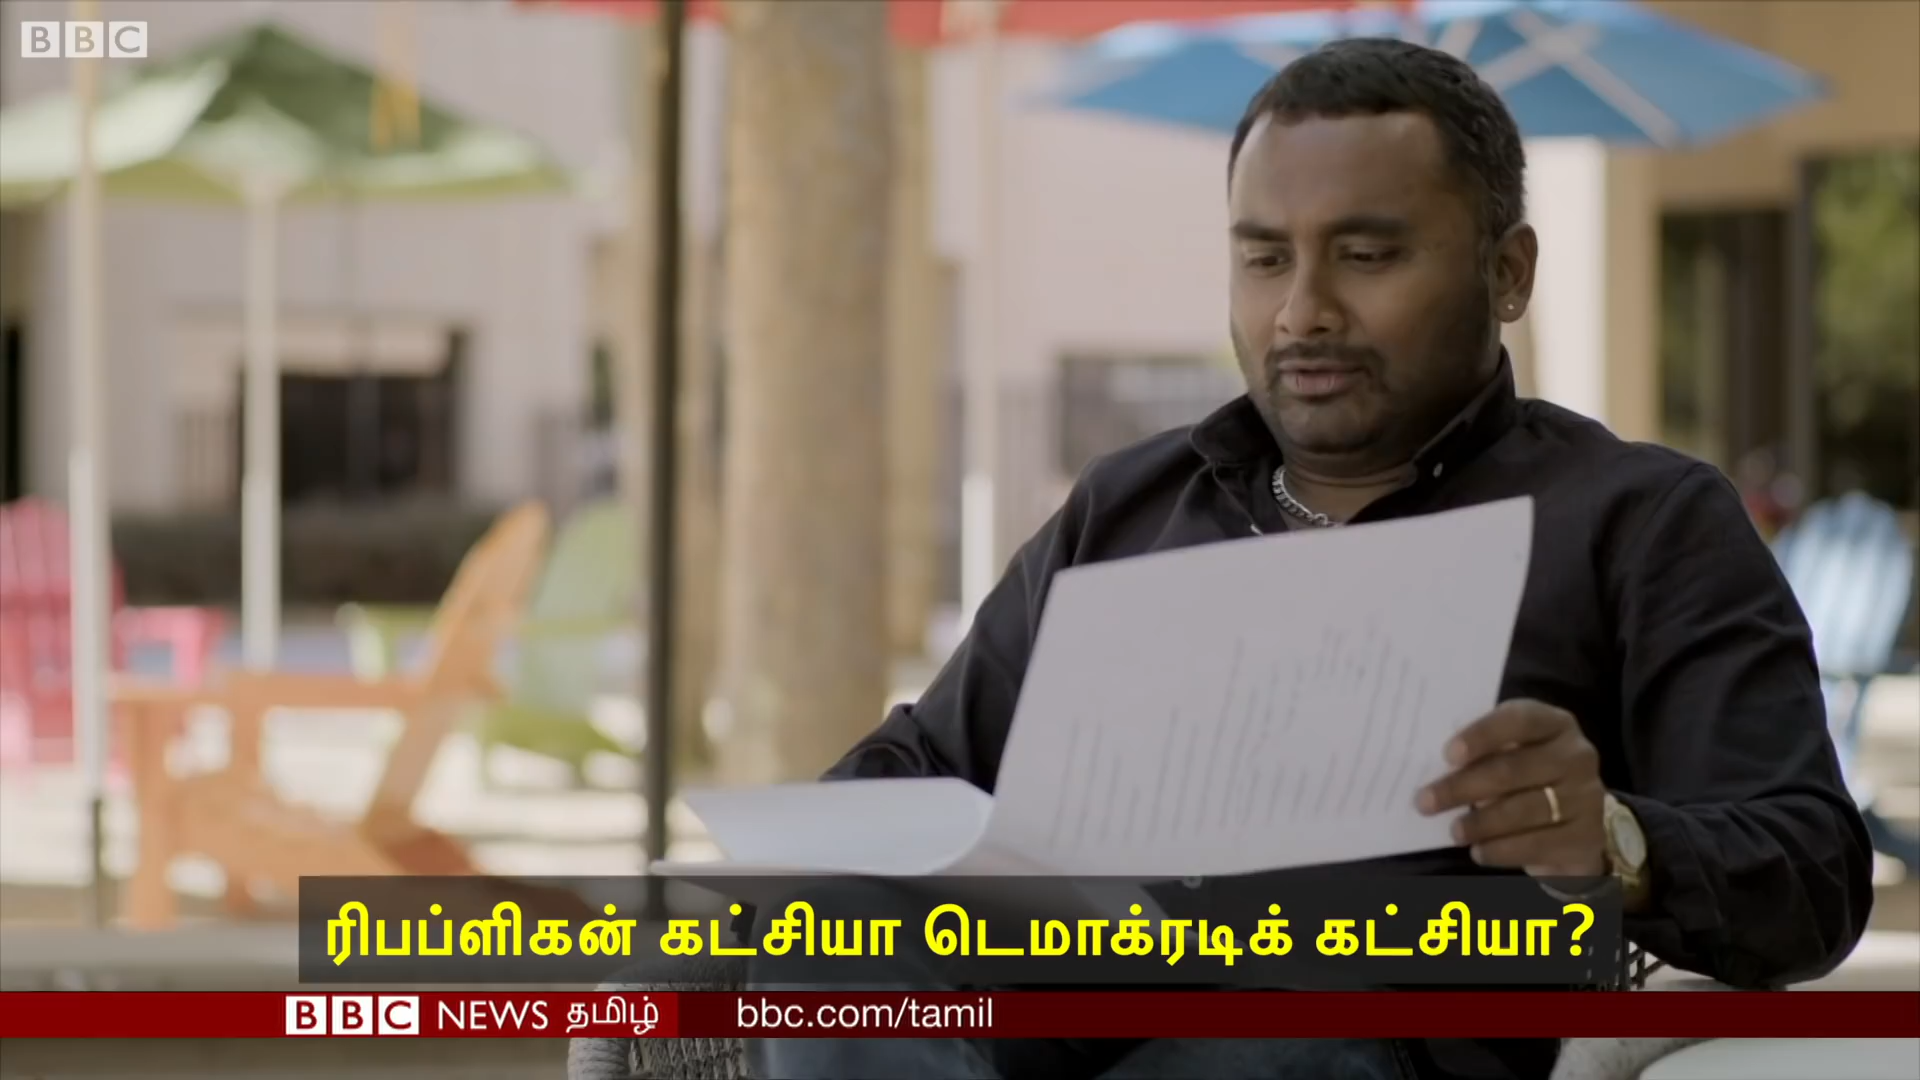 BBC
ரிபப்ளிகன் கட்சியா டெமாக்ரடிக் கட்சியா?
BBC NEWS தமிழ் bbc.com/tamil